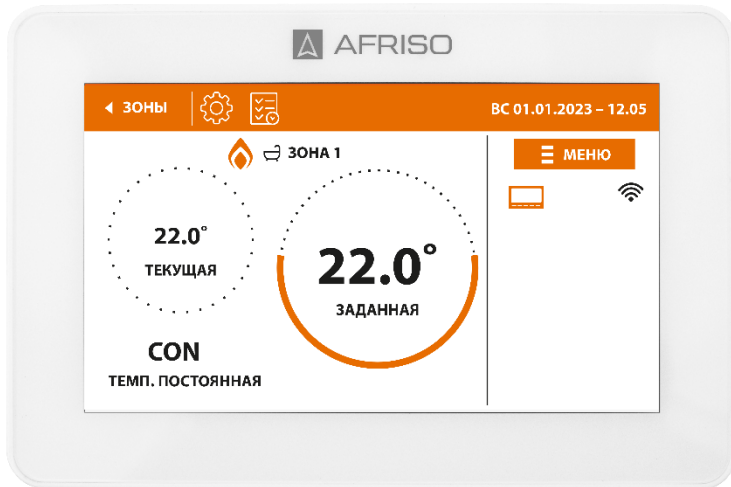 AFRISO
ЗОНЫ
ВС 01.01.2023 – 12.05
ЗОНА 1
МЕНЮ
22.0°
ТЕКУЩАЯ
22.0°
ЗАДАННАЯ
CON
ТЕМП. ПОСТОЯННАЯ